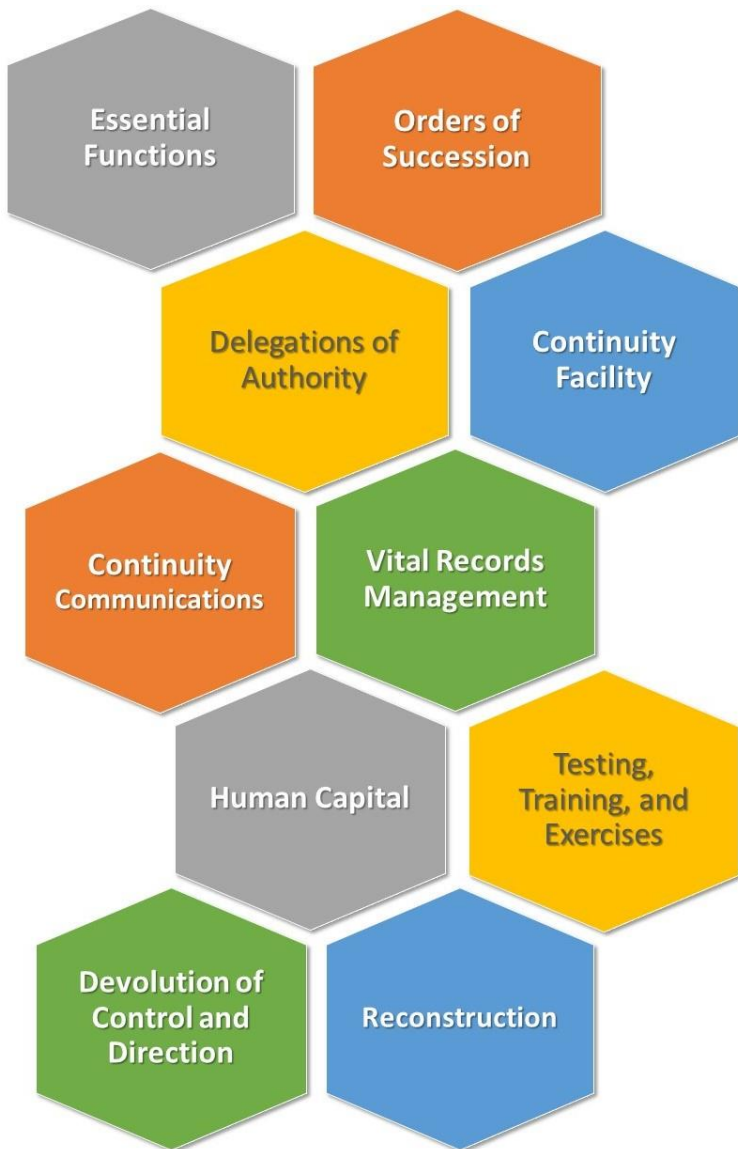 Essential
Functions
Orders of
Succession
Delegations of
Authority
Continuity
Facility
Continuity
Communications
Vital Records
Management
Human Capital
Testing,
Training, and
Exercises
Devolution of
Control and
Direction
Reconstruction